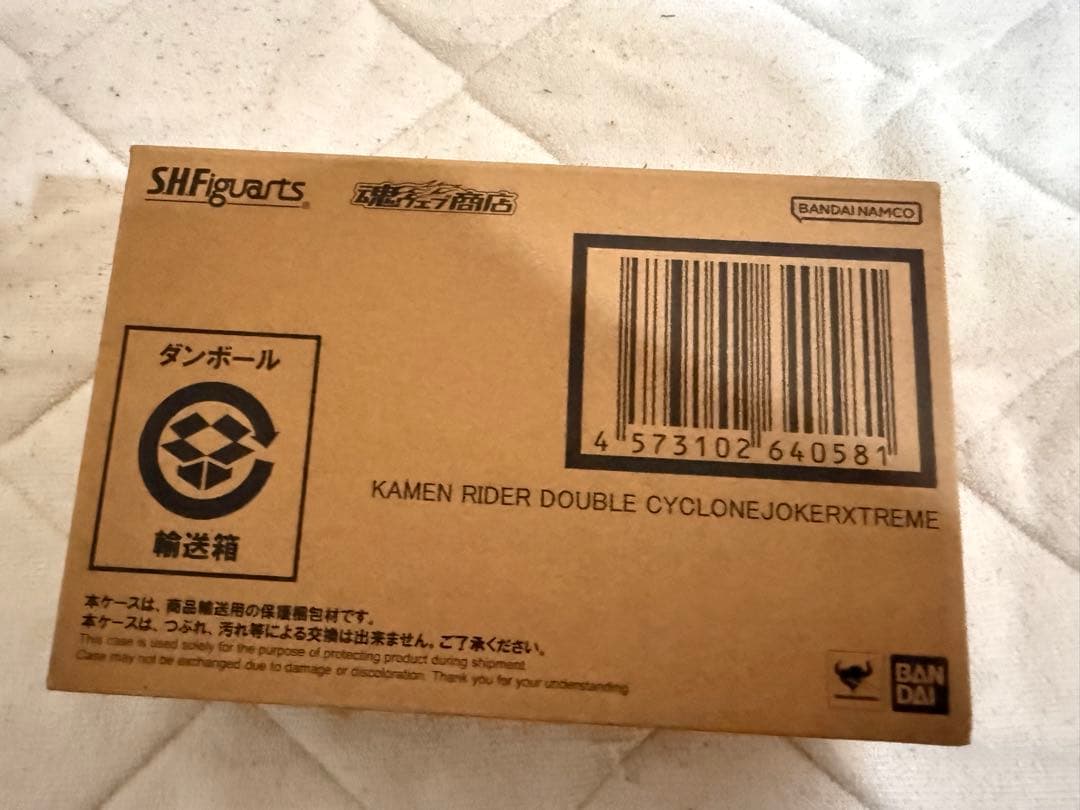 S.H.Figuarts
魂ウェブ商店
BANDAI NAMCO
4 573102 640581
KAMEN RIDER DOUBLE CYCLONEJOKERXTREME
ダンボール
輸送箱
本ケースは、商品輸送用の保護梱包材です。
本ケースは、つぶれ、汚れ等による交換は出来ません。ご了承ください。
This case is used solely for the purpose of protecting product during shipment.
Case may not be exchanged due to damage or discoloration. Thank you for your understanding.
BAN
DAI